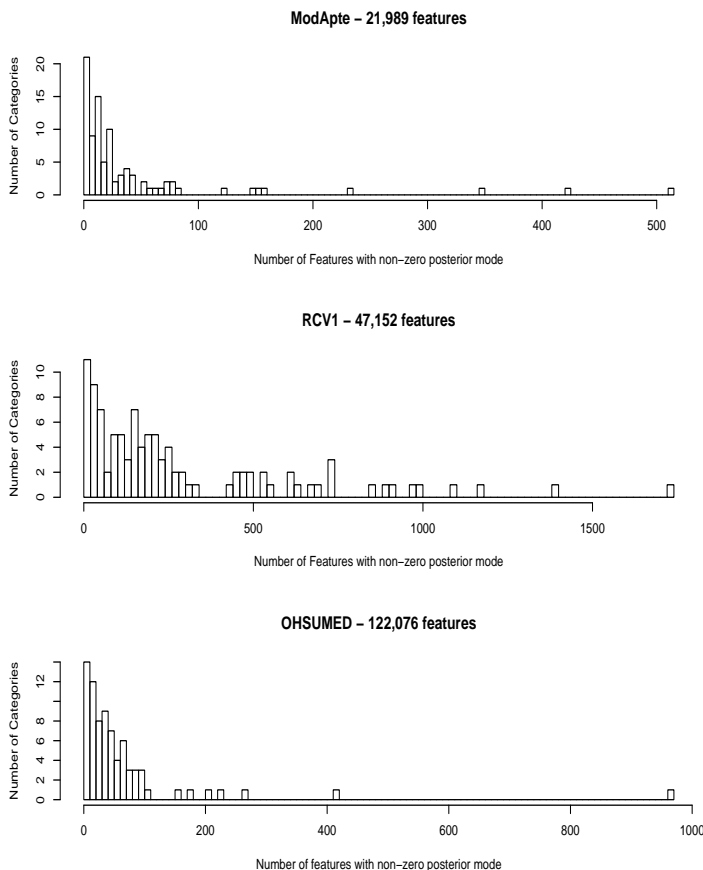 ModApte – 21,989 features
Number of Categories
0 5 10 15 20
0 100 200 300 400 500
Number of Features with non–zero posterior mode
RCV1 – 47,152 features
Number of Categories
0 2 4 6 8 10
0 500 1000 1500
Number of Features with non–zero posterior mode
OHSUMED – 122,076 features
Number of Categories
0 2 4 6 8 12
0 200 400 600 800 1000
Number of features with non–zero posterior mode